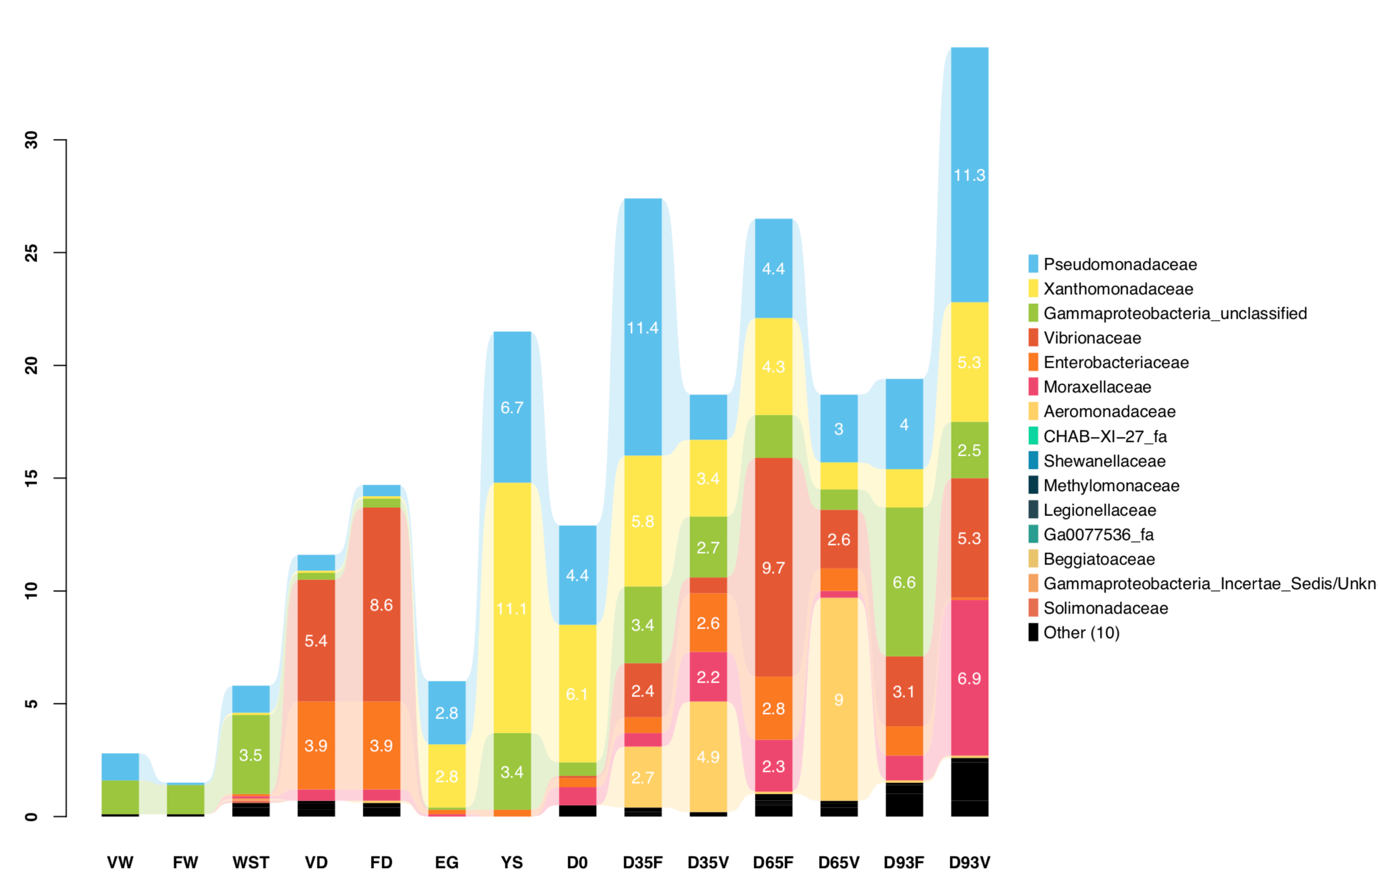 30
25
20
15
10
5
0
11.3
5.3
2.5
5.3
6.9
11.4
5.8
3.4
2.4
2.7
4.4
4.3
9.7
2.8
2.3
6.7
11.1
3.4
4.4
6.1
3.4
2.7
2.6
2.2
4.9
3
2.6
9
4
6.6
3.1
8.6
3.9
5.4
3.9
2.8
2.8
3.5
VW FW WST VD FD EG YS D0 D35F D35V D65F D65V D93F D93V
Pseudomonadaceae
Xanthomonadaceae
Gammaproteobacteria_unclassified
Vibrionaceae
Enterobacteriaceae
Moraxellaceae
Aeromonadaceae
CHAB−XI−27_fa
Shewanellaceae
Methylomonaceae
Legionellaceae
Ga0077536_fa
Beggiatoaceae
Gammaproteobacteria_Incertae_Sedis/Unkn
Solimonadaceae
Other (10)